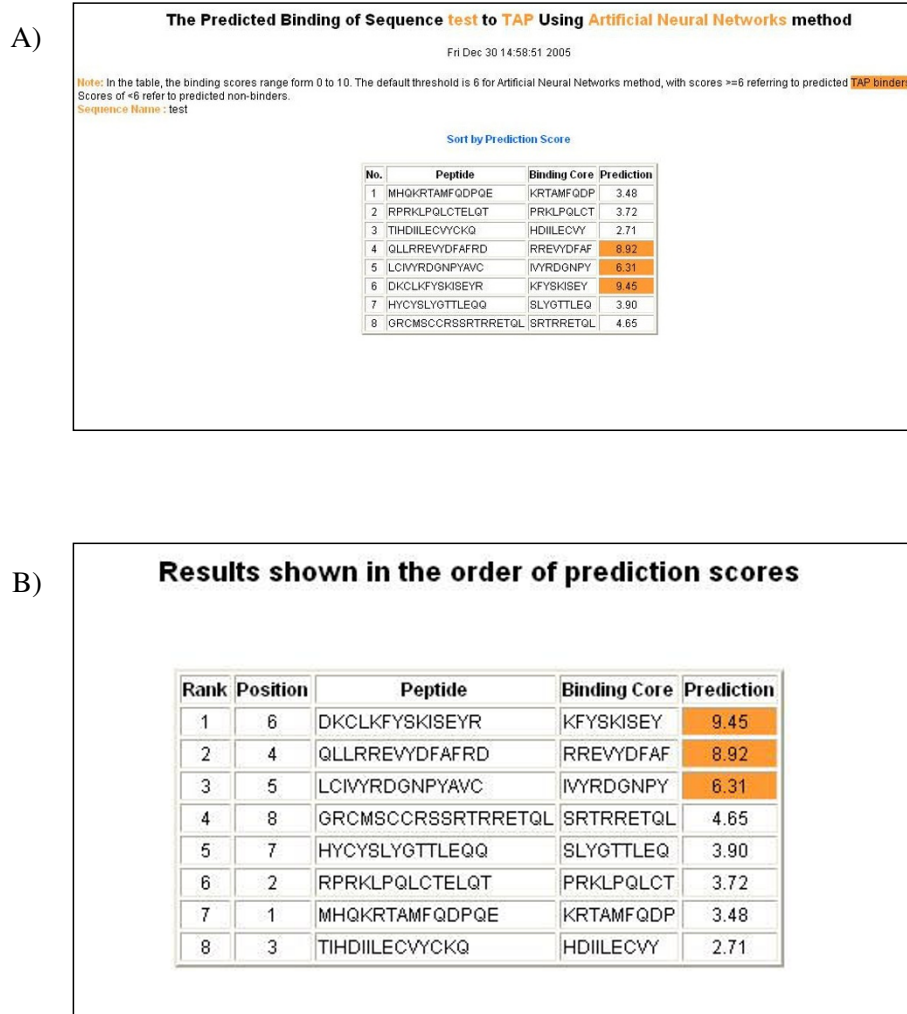 A)
The Predicted Binding of Sequence test to TAP Using Artificial Neural Networks method
Fri Dec 30 14:58:51 2005
Note: In the table, the binding scores range form 0 to 10. The default threshold is 6 for Artificial Neural Networks method, with scores >=6 referring to predicted TAP binders
Scores of <6 refer to predicted non-binders.
Sequence Name : test
Sort by Prediction Score
No. Peptide Binding Core Prediction
1 MHQKRTAMFQDPQE KRTAMFQDP 3.48
2 RPRKLPQLCTELQT PRKLPQLCT 3.72
3 TIHDIILECVYCKQ HDIILECVY 2.71
4 QLLRREVYDFAFRD RREVYDFAF 8.92
5 LCIVYRDGNPYAVC IVYRDGNPY 6.31
6 DKCLKFYSKISEYR KFYSKISEY 9.45
7 HYCYSLYGTTLEQQ SLYGTTLEQ 3.90
8 GRCMSCCRSSRTRRETQL SRTRRETQL 4.65
B)
Results shown in the order of prediction scores
Rank Position Peptide Binding Core Prediction
1 6 DKCLKFYSKISEYR KFYSKISEY 9.45
2 4 QLLRREVYDFAFRD RREVYDFAF 8.92
3 5 LCIVYRDGNPYAVC IVYRDGNPY 6.31
4 8 GRCMSCCRSSRTRRETQL SRTRRETQL 4.65
5 7 HYCYSLYGTTLEQQ SLYGTTLEQ 3.90
6 2 RPRKLPQLCTELQT PRKLPQLCT 3.72
7 1 MHQKRTAMFQDPQE KRTAMFQDP 3.48
8 3 TIHDIILECVYCKQ HDIILECVY 2.71